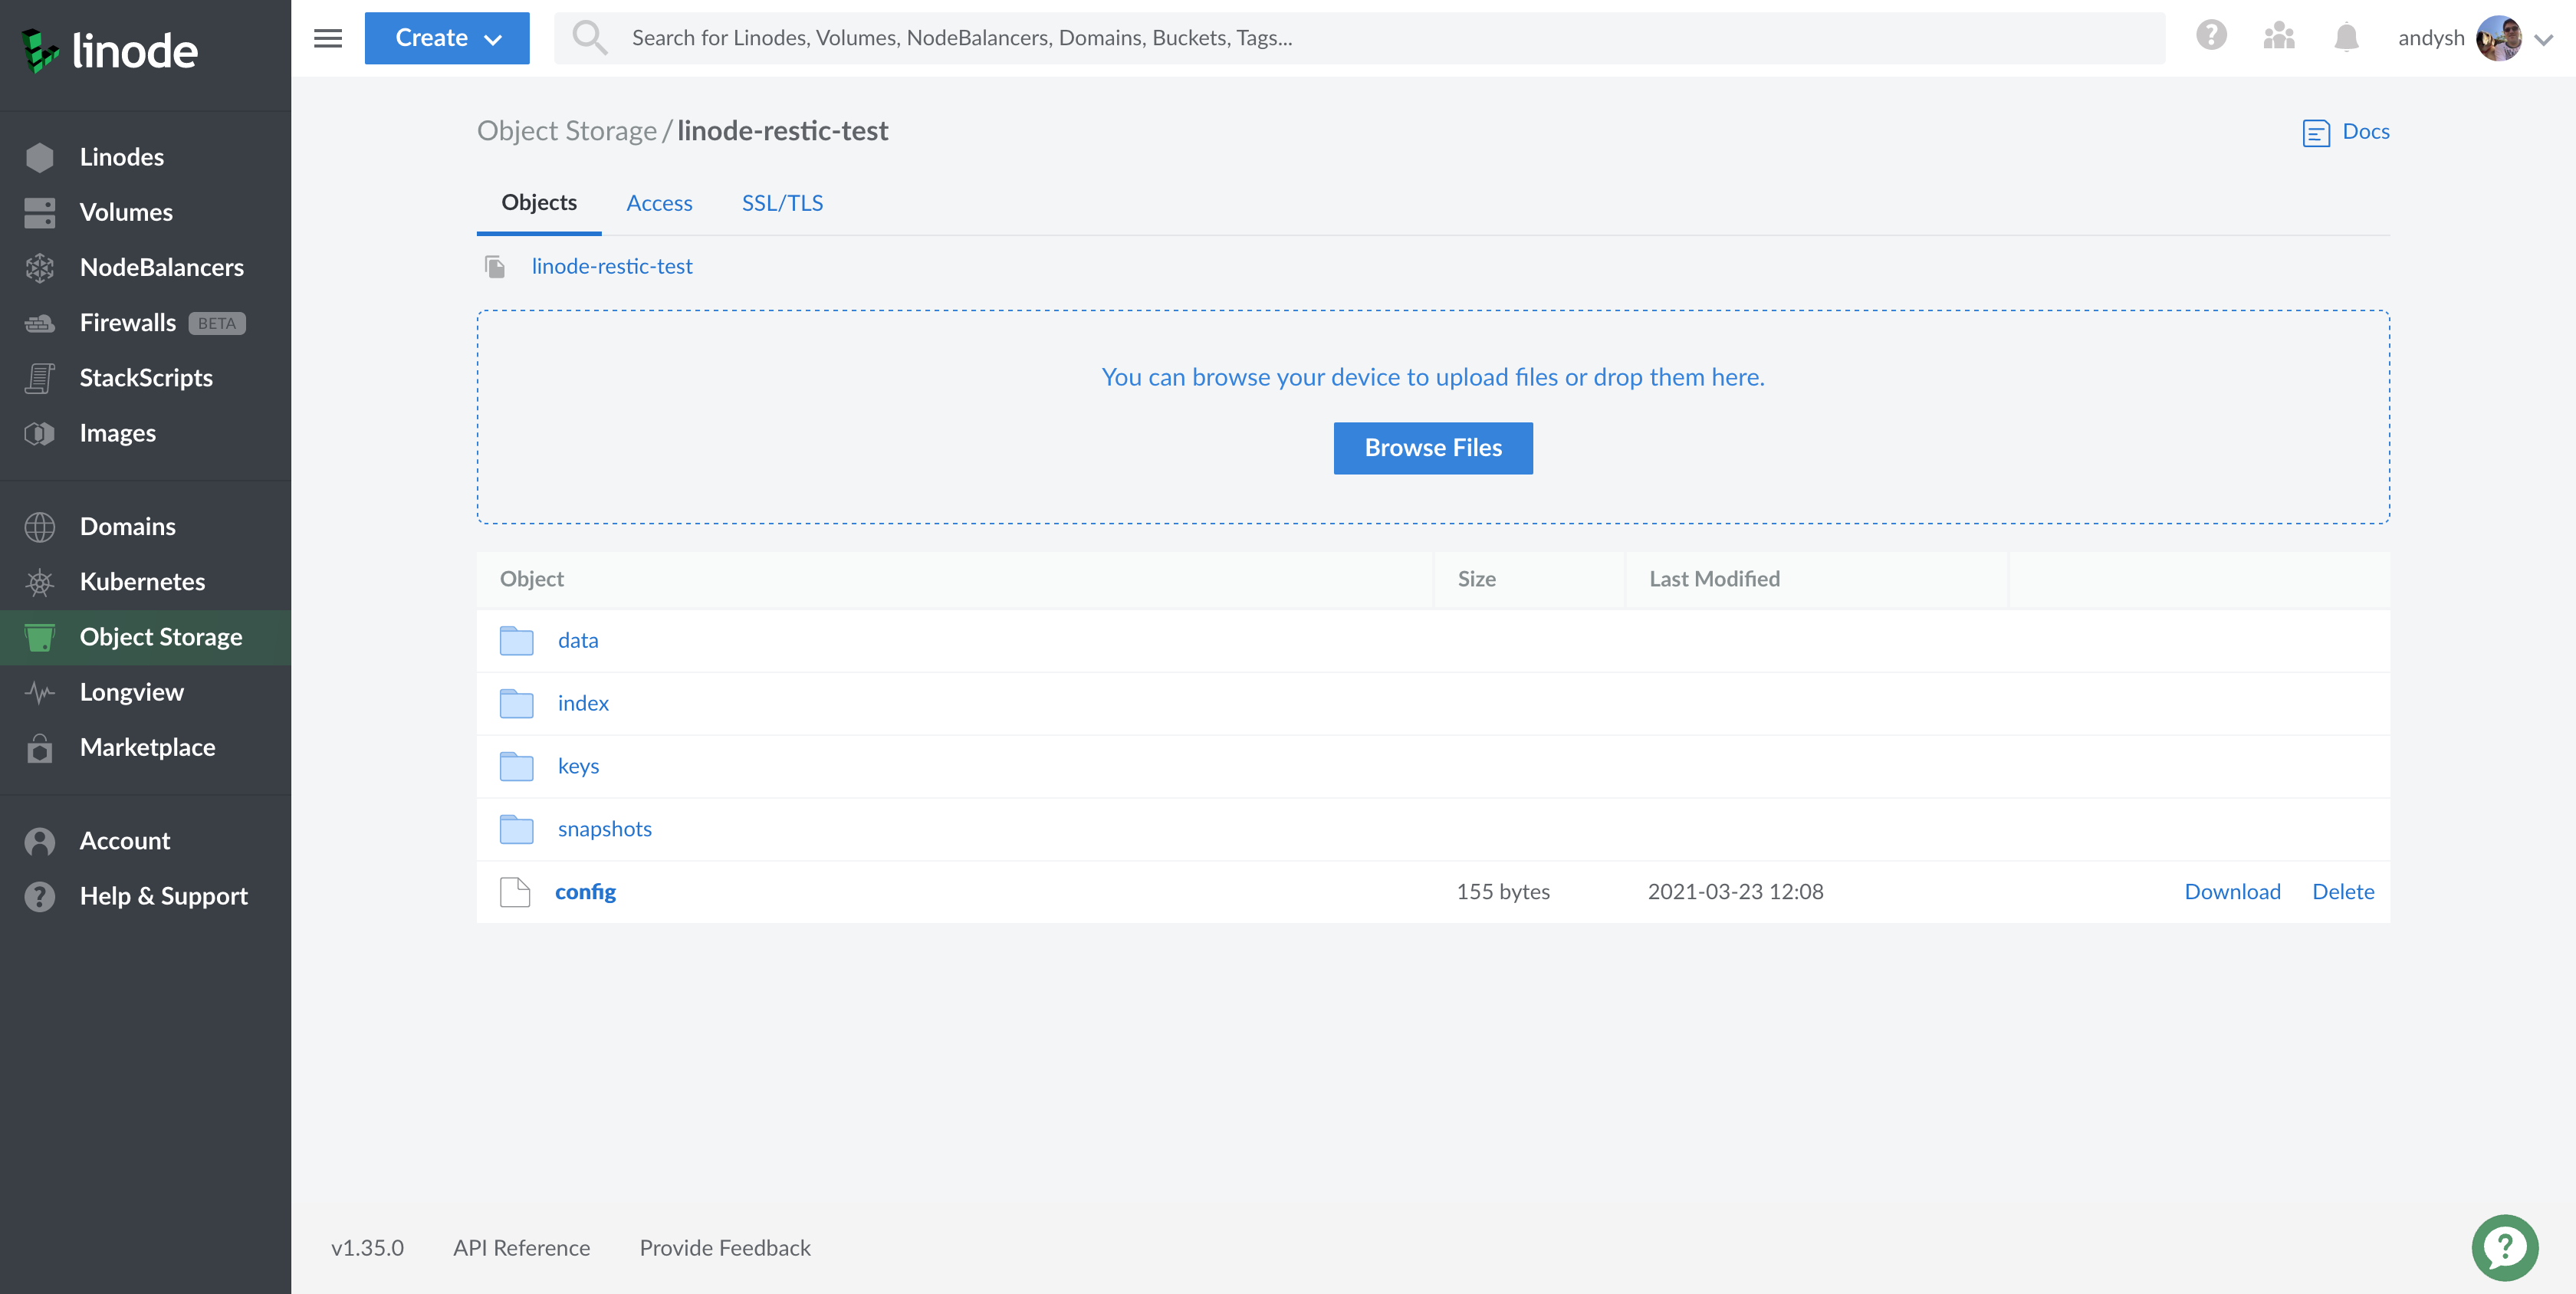 linode
Create
Search for Linodes, Volumes, NodeBalancers, Domains, Buckets, Tags...
andysh
Linodes
Volumes
NodeBalancers
Firewalls BETA
StackScripts
Images
Domains
Kubernetes
Object Storage
Longview
Marketplace
Account
Help & Support
Object Storage / linode-restic-test
Docs
Objects Access SSL/TLS
linode-restic-test
You can browse your device to upload files or drop them here.
Browse Files
Object Size Last Modified
data
index
keys
snapshots
config 155 bytes 2021-03-23 12:08 Download Delete
v1.35.0 API Reference Provide Feedback